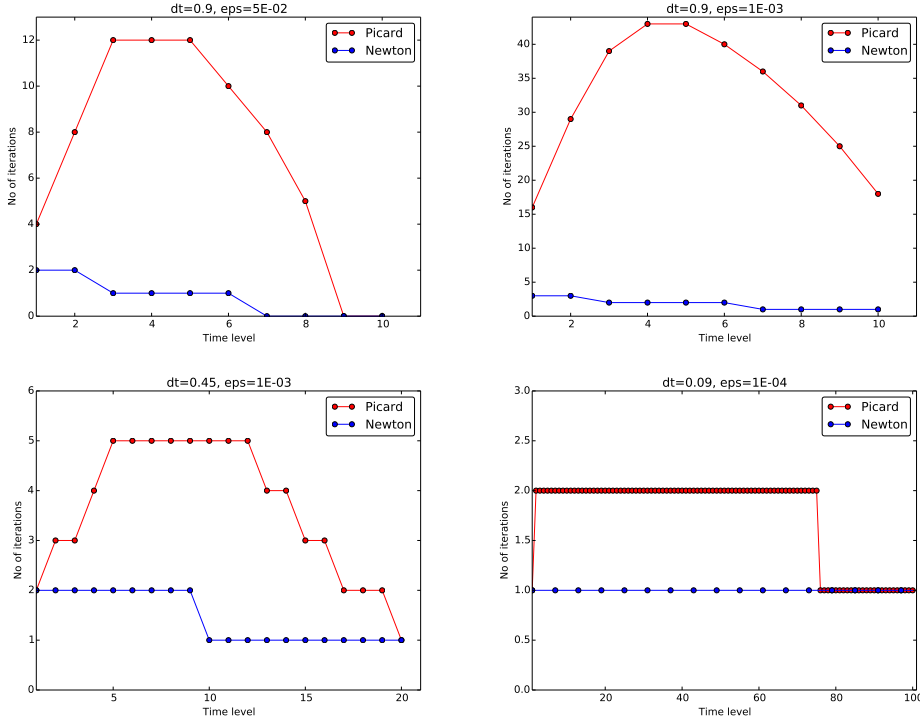 dt=0.9, eps=5E-02
No of iterations
12
10
8
6
4
2
0
Picard
Newton
2 4 6 8 10
Time level
dt=0.9, eps=1E-03
No of iterations
40
35
30
25
20
15
10
5
0
Picard
Newton
2 4 6 8 10
Time level
dt=0.45, eps=1E-03
No of iterations
6
5
4
3
2
1
0
Picard
Newton
5 10 15 20
Time level
dt=0.09, eps=1E-04
No of iterations
3.0
2.5
2.0
1.5
1.0
0.5
0.0
Picard
Newton
20 40 60 80 100
Time level